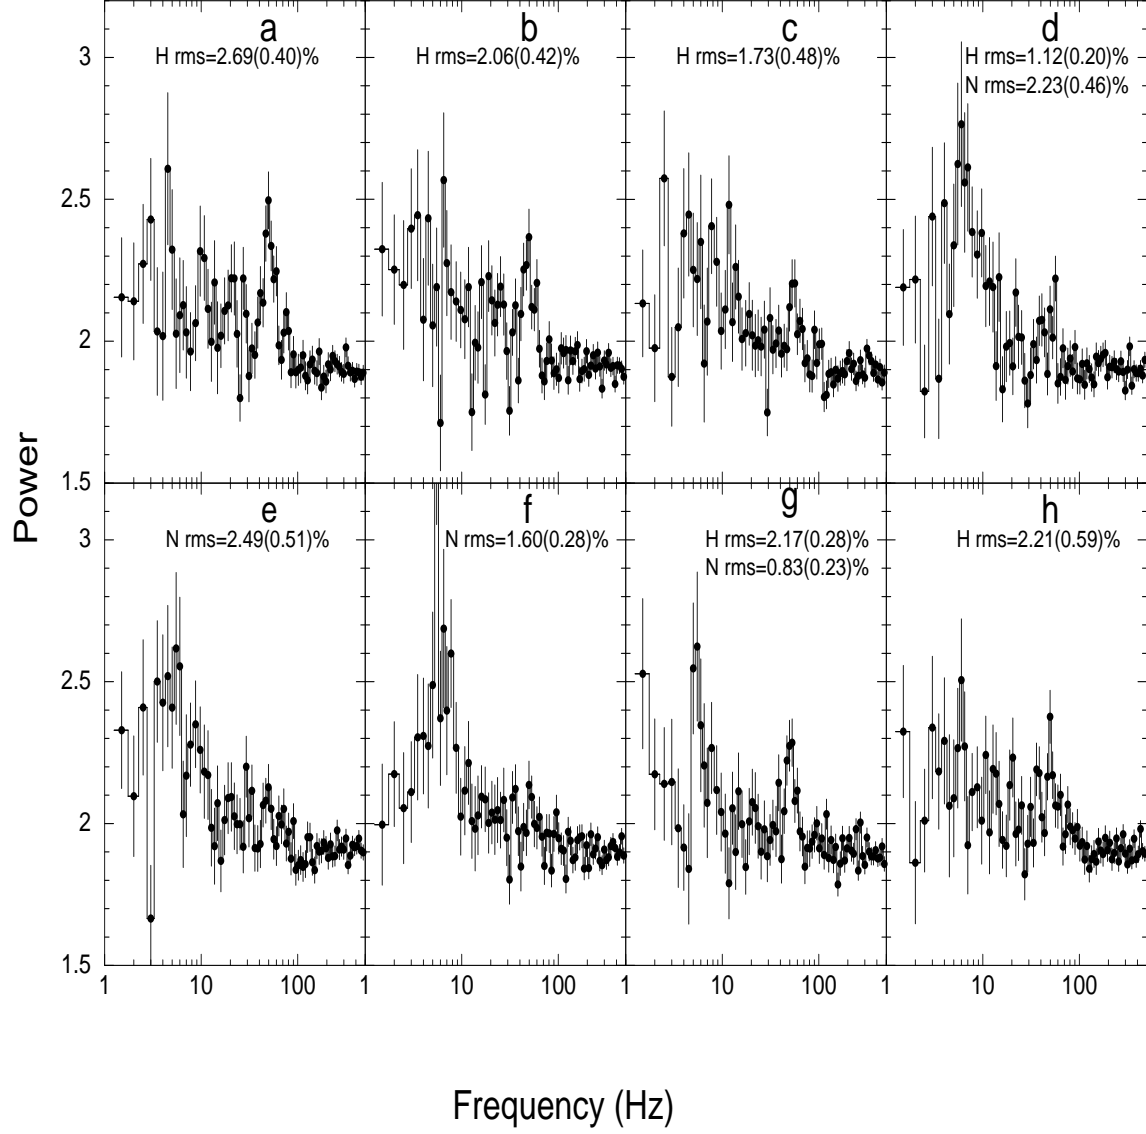 a
H rms=2.69(0.40)%
b
H rms=2.06(0.42)%
c
H rms=1.73(0.48)%
d
H rms=1.12(0.20)%
N rms=2.23(0.46)%
3
2.5
2
1.5
e
N rms=2.49(0.51)%
f
N rms=1.60(0.28)%
g
H rms=2.17(0.28)%
N rms=0.83(0.23)%
h
H rms=2.21(0.59)%
3
2.5
2
1.5
Power
1 10 100 1 10 100 1 10 100 1 10 100
Frequency (Hz)